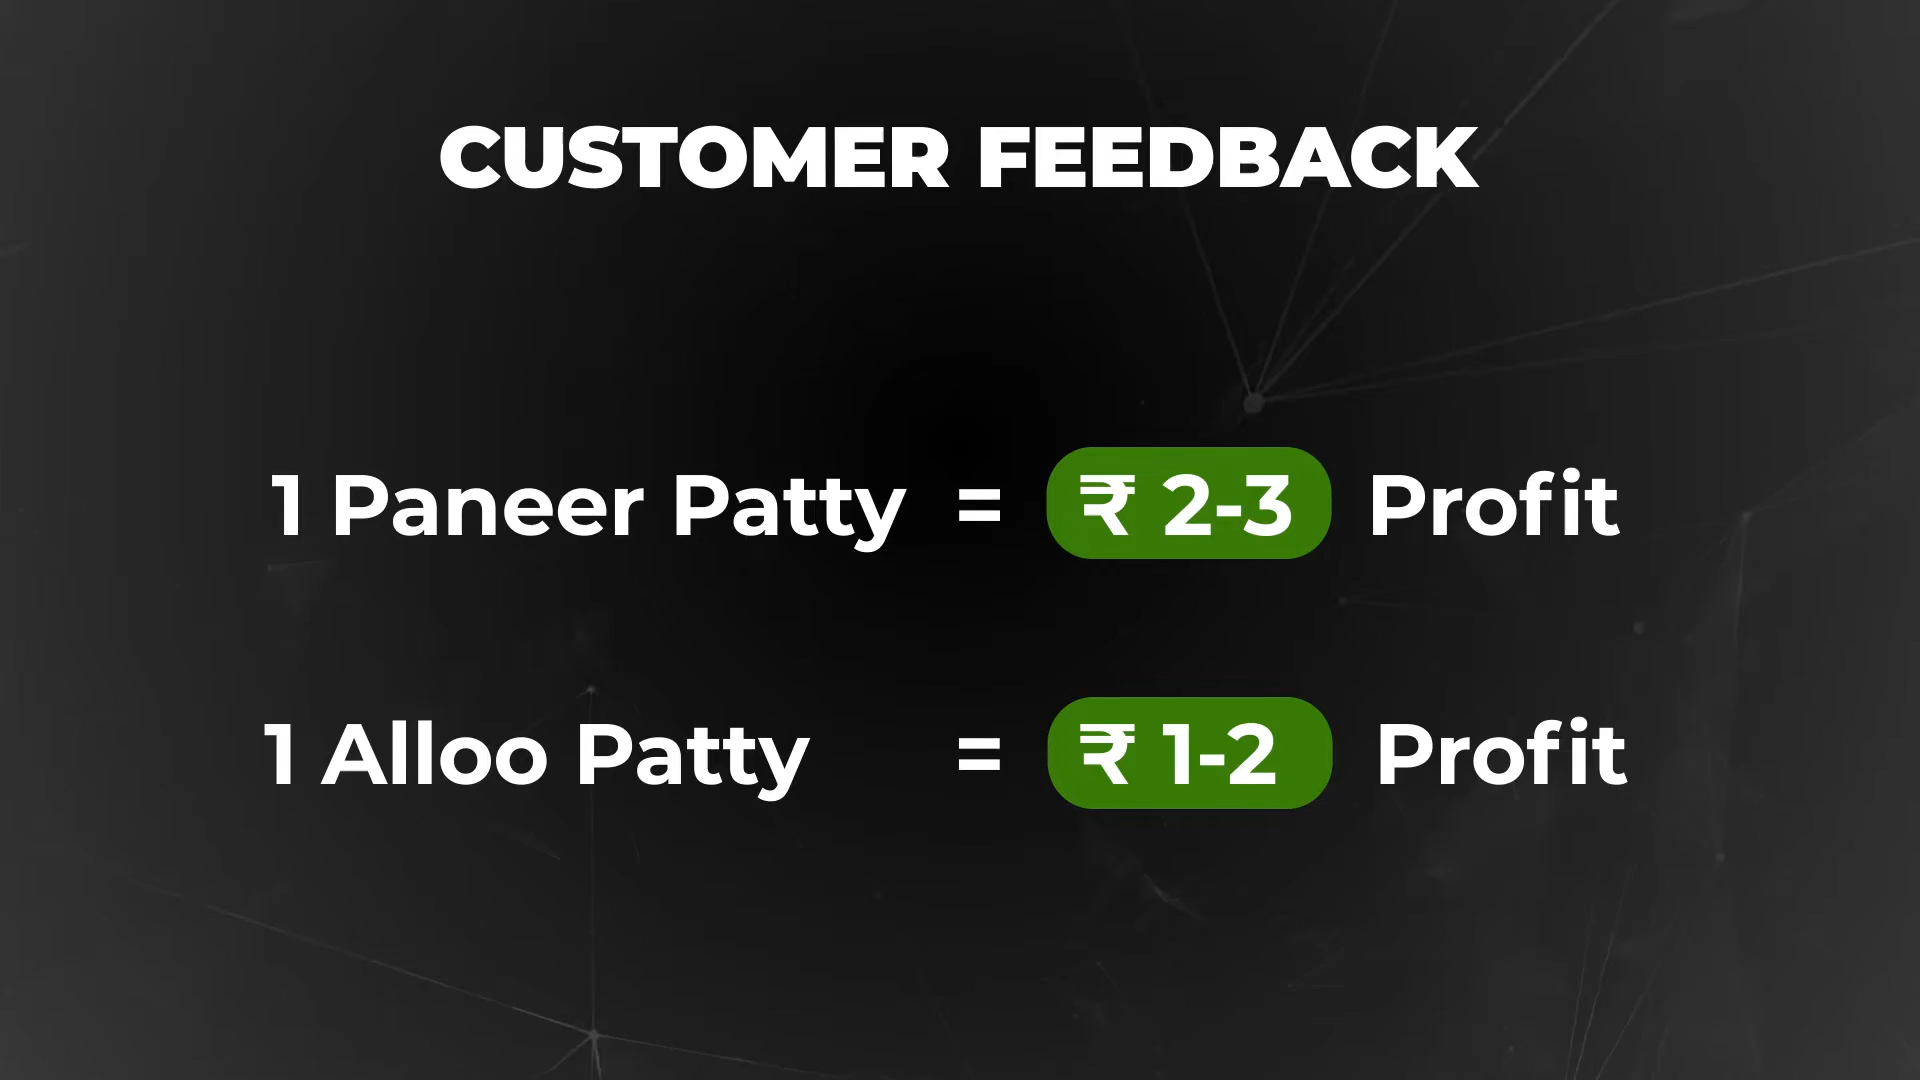 CUSTOMER FEEDBACK
1 Paneer Patty = ₹ 2-3 Profit
1 Alloo Patty = ₹ 1-2 Profit